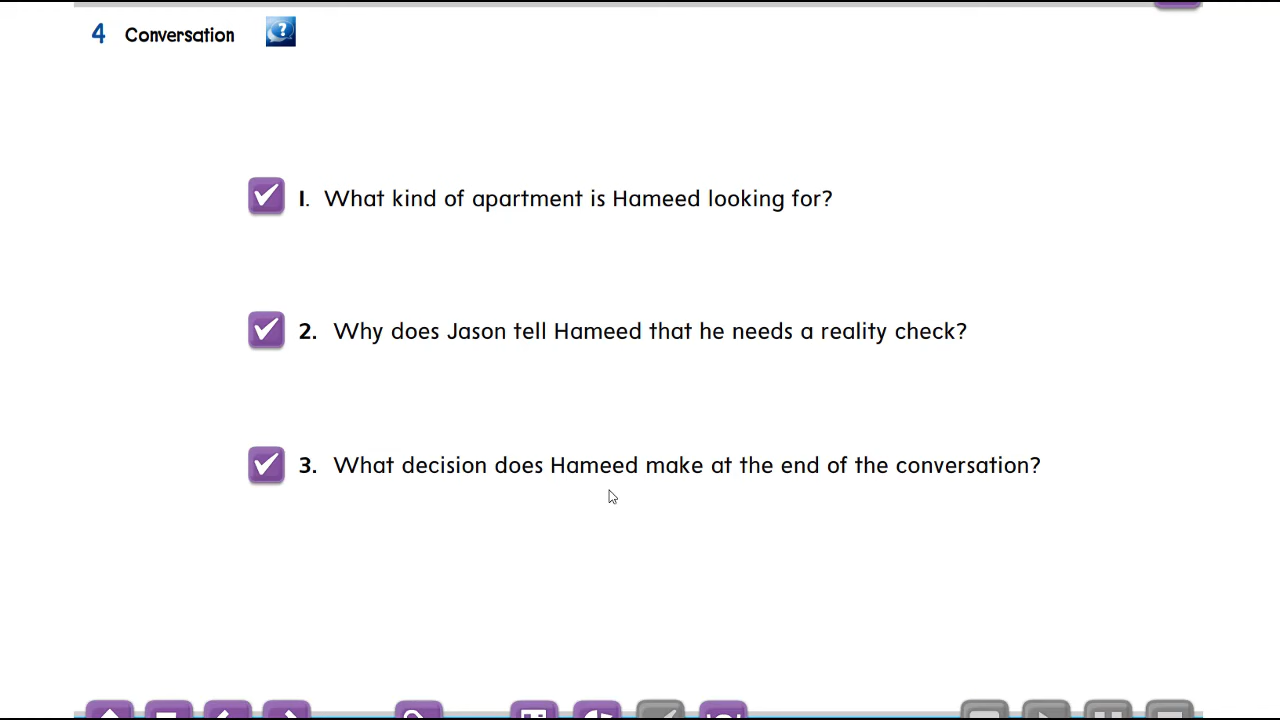 4 Conversation
1. What kind of apartment is Hameed looking for?
2. Why does Jason tell Hameed that he needs a reality check?
3. What decision does Hameed make at the end of the conversation?